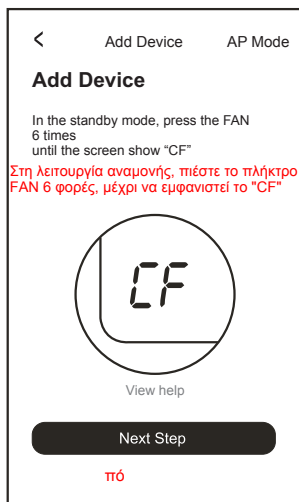 Add Device AP Mode
Add Device
In the standby mode, press the FAN
6 times
until the screen show “CF”
Στη λειτουργία αναμονής, πιέστε το πλήκτρο
FAN 6 φορές, μέχρι να εμφανιστεί το "CF"
CF
View help
Next Step
πό